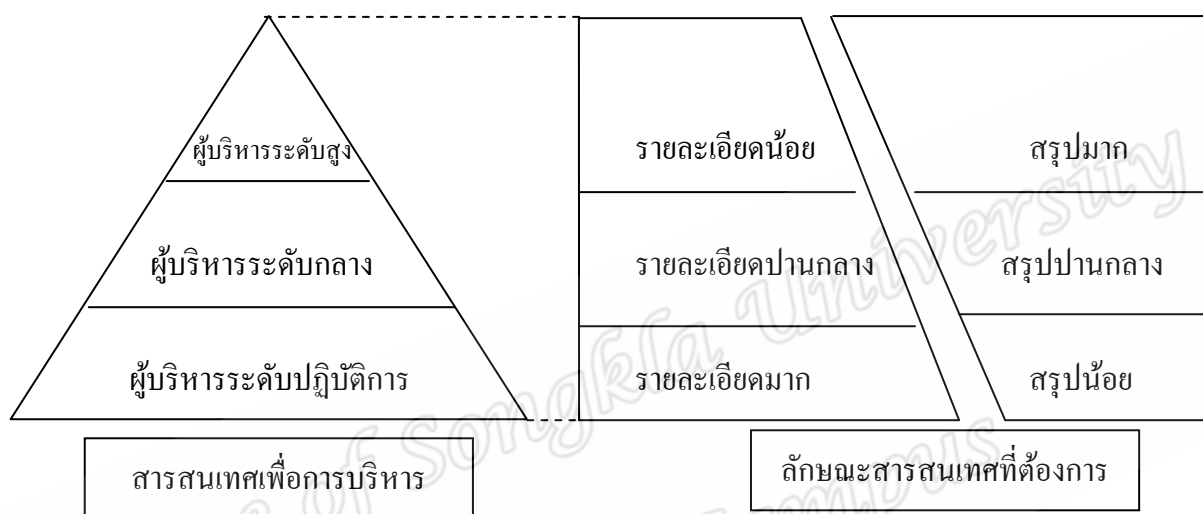 ผู้บริหารระดับสูง
รายละเอียดน้อย
สรุปมาก
ผู้บริหารระดับกลาง
รายละเอียดปานกลาง
สรุปปานกลาง
ผู้บริหารระดับปฏิบัติการ
รายละเอียดมาก
สรุปน้อย
สารสนเทศเพื่อการบริหาร
ลักษณะสารสนเทศที่ต้องการ
of Songkla University